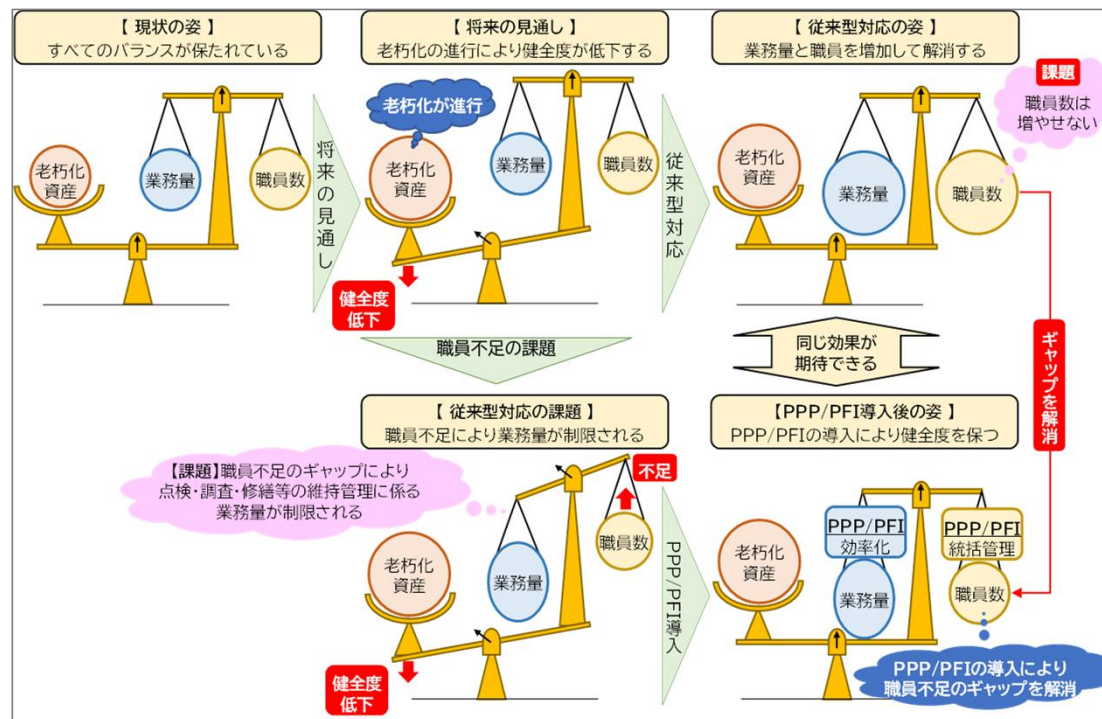 【 現状の姿 】
すべてのバランスが保たれている
老朽化
資産
業務量
職員数
将来の見通し
【 将来の見通し 】
老朽化の進行により健全度が低下する
老朽化が進行
老朽化
資産
業務量
職員数
健全度
低下
従来型対応
【 従来型対応の姿 】
業務量と職員を増加して解消する
課題
職員数は
増やせない
老朽化
資産
業務量
職員数
職員不足の課題
同じ効果が
期待できる
ギャップを解消
【 従来型対応の課題 】
職員不足により業務量が制限される
【課題】職員不足のギャップにより
点検・調査・修繕等の維持管理に係る
業務量が制限される
不足
職員数
老朽化
資産
業務量
健全度
低下
PPP/PFI導入
【PPP/PFI導入後の姿 】
PPP/PFIの導入により健全度を保つ
PPP/PFI
効率化
PPP/PFI
統括管理
老朽化
資産
業務量
職員数
PPP/PFIの導入により
職員不足のギャップを解消